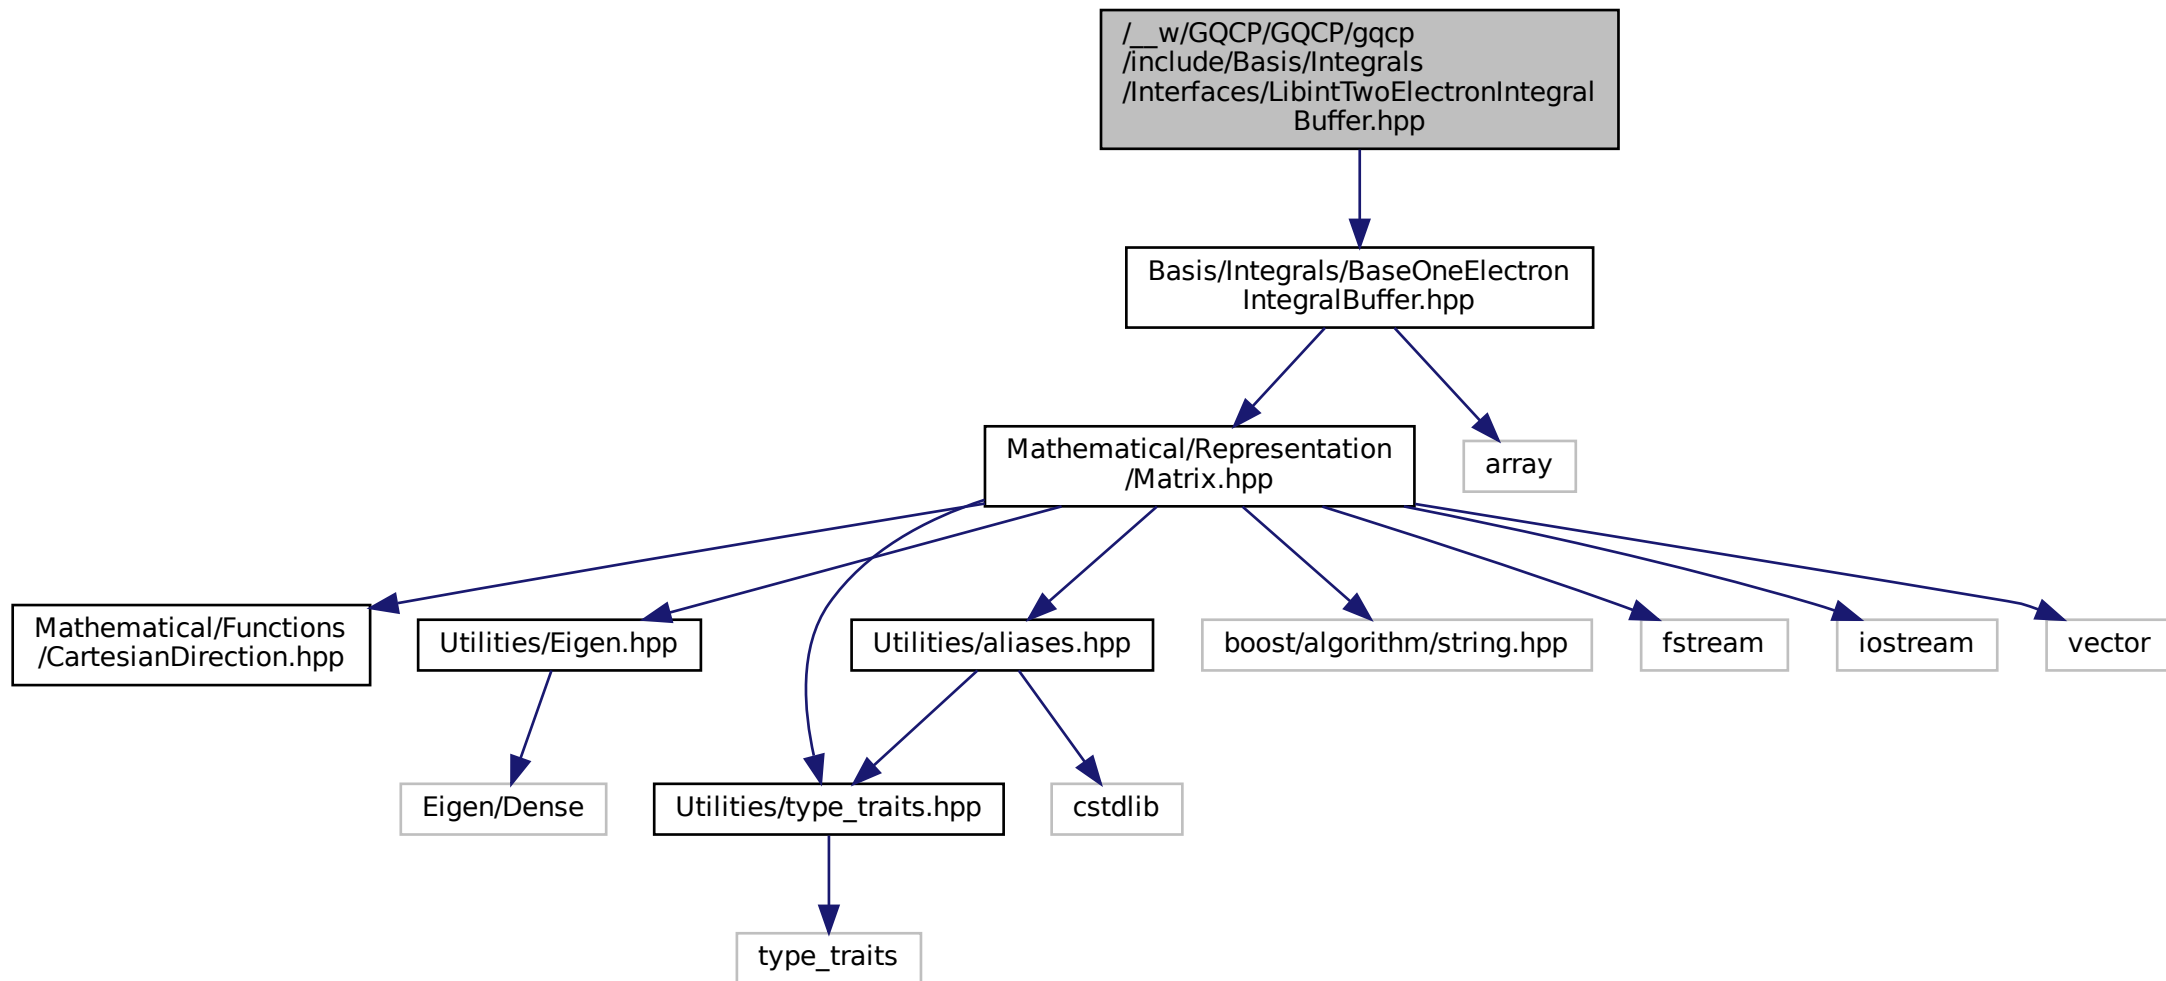 /__w/GQCP/GQCP/gqcp
/include/Basis/Integrals
/Interfaces/LibintTwoElectronIntegral
Buffer.hpp
Basis/Integrals/BaseOneElectron
IntegralBuffer.hpp
Mathematical/Representation
/Matrix.hpp
array
Mathematical/Functions
/CartesianDirection.hpp
Utilities/Eigen.hpp
Utilities/aliases.hpp
boost/algorithm/string.hpp
fstream
iostream
vector
Eigen/Dense
Utilities/type_traits.hpp
cstdlib
type_traits